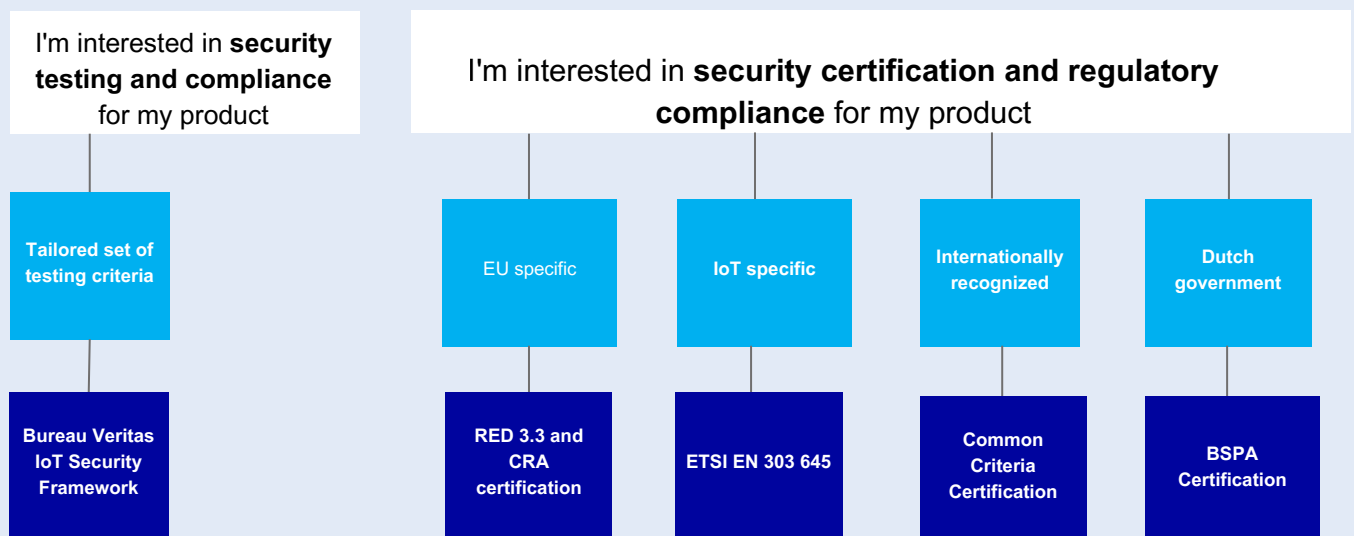 I'm interested in security
testing and compliance
for my product
I'm interested in security certification and regulatory
compliance for my product
Tailored set of
testing criteria
EU specific
IoT specific
Internationally
recognized
Dutch
government
Bureau Veritas
IoT Security
Framework
RED 3.3 and
CRA
certification
ETSI EN 303 645
Common
Criteria
Certification
BSPA
Certification